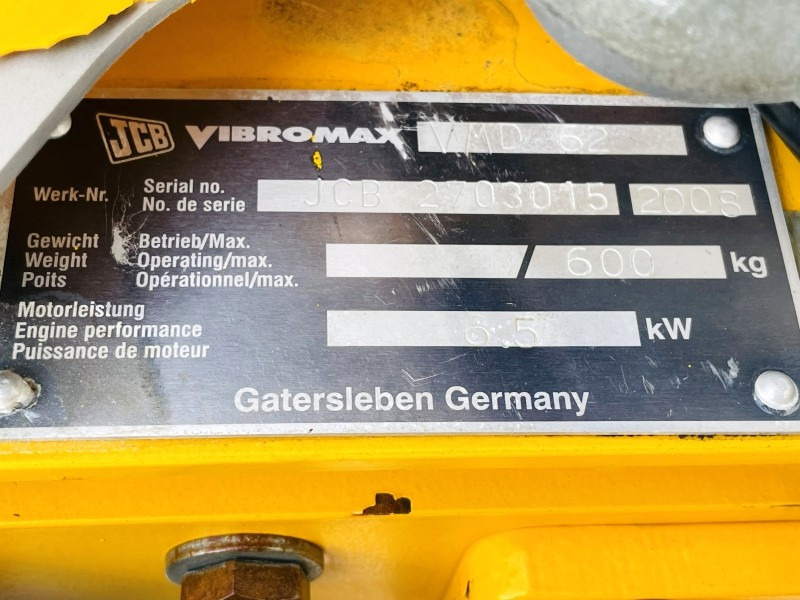 JCB VIBROMAX VMD 62
Werk-Nr. Serial no. No. de serie JCB 2703015 2008
Gewicht Betrieb/Max.
Weight Operating/max. / 600 kg
Poits Opérationnel/max.
Motorleistung
Engine performance 6.5 kW
Puissance de moteur
Gatersleben Germany